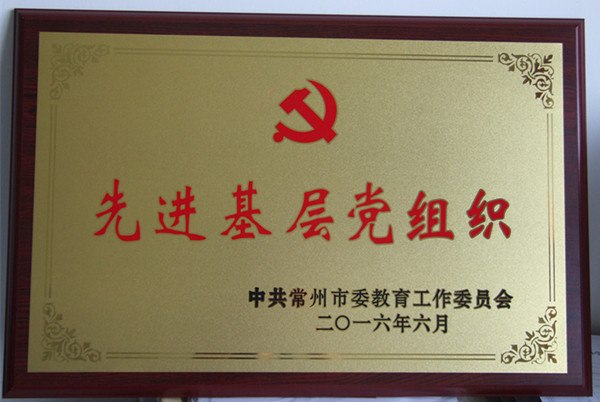 先进基层党组织
中共常州市委教育工作委员会
二〇一六年六月